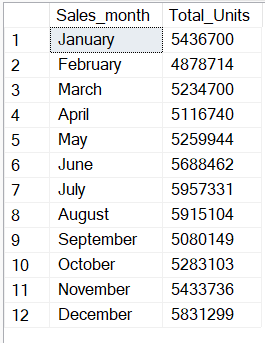 Sales_month Total_Units
1 January 5436700
2 February 4878714
3 March 5234700
4 April 5116740
5 May 5259944
6 June 5688462
7 July 5957331
8 August 5915104
9 September 5080149
10 October 5283103
11 November 5433736
12 December 5831299